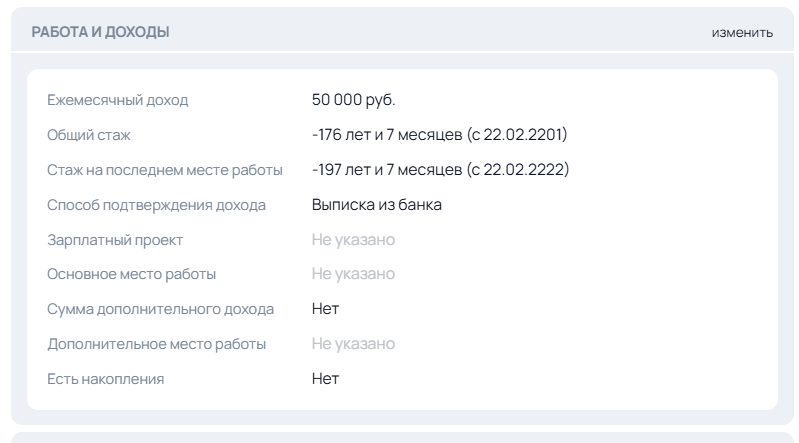 РАБОТА И ДОХОДЫ изменить
Ежемесячный доход 50 000 руб.
Общий стаж -176 лет и 7 месяцев (с 22.02.2201)
Стаж на последнем месте работы -197 лет и 7 месяцев (с 22.02.2222)
Способ подтверждения дохода Выписка из банка
Зарплатный проект Не указано
Основное место работы Не указано
Сумма дополнительного дохода Нет
Дополнительное место работы Не указано
Есть накопления Нет